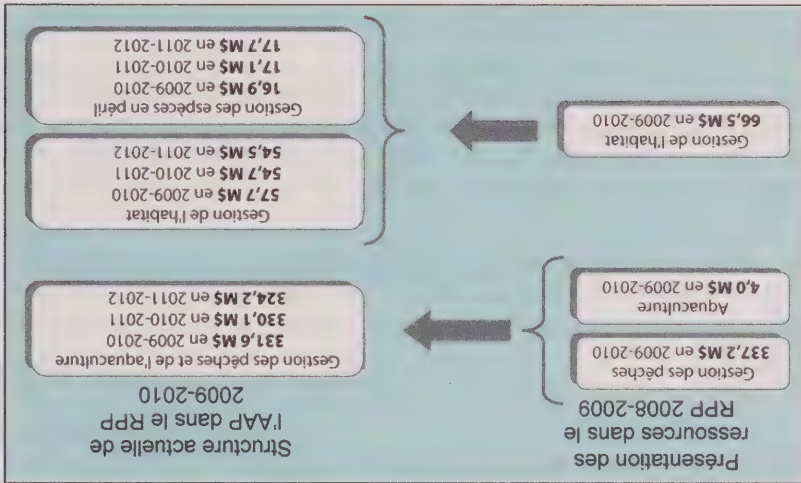 Présentation des
ressources dans le
RPP 2008-2009
Gestion des pêches
337,2 M$ en 2009-2010
Aquaculture
4,0 M$ en 2009-2010
Gestion de l'habitat
66,5 M$ en 2009-2010
Structure actuelle de
l'AAP dans le RPP
2009-2010
Gestion des pêches et de l'aquaculture
331,6 M$ en 2009-2010
330,1 M$ en 2010-2011
324,2 M$ en 2011-2012
Gestion de l'habitat
57,7 M$ en 2009-2010
54,7 M$ en 2010-2011
54,5 M$ en 2011-2012
Gestion des espèces en péril
16,9 M$ en 2009-2010
17,1 M$ en 2010-2011
17,7 M$ en 2011-2012